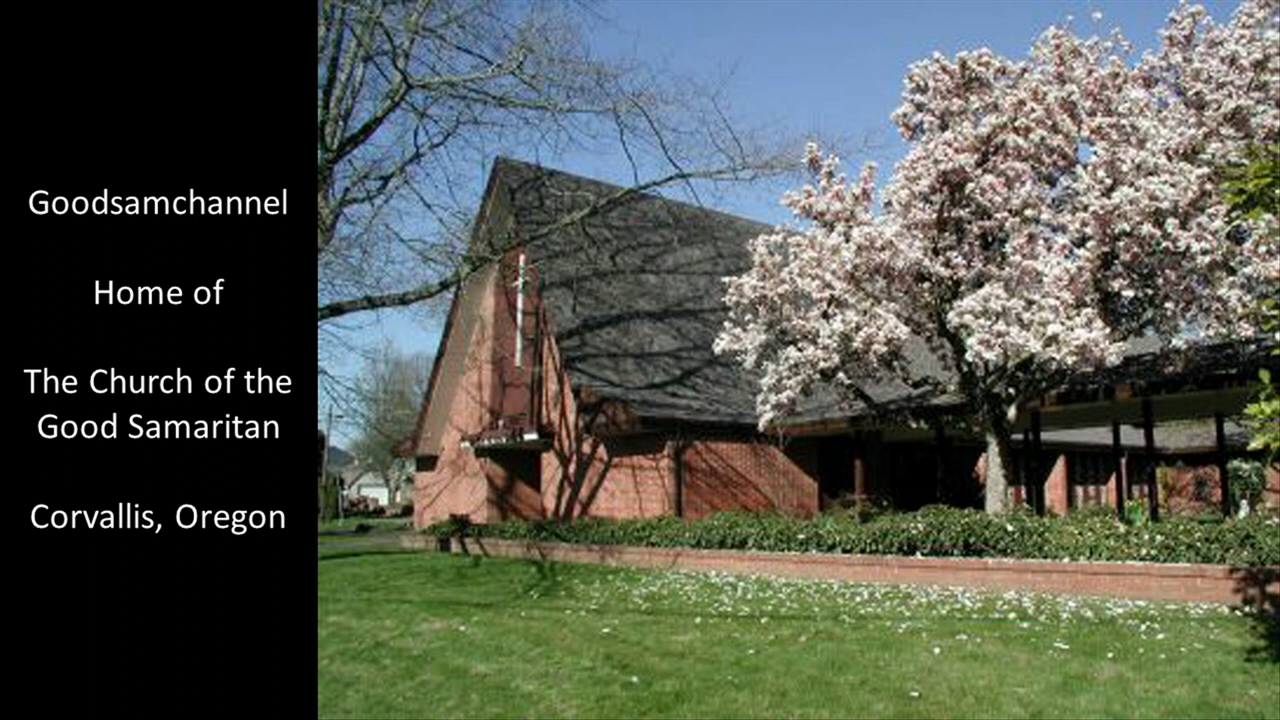 Goodsamchannel
Home of
The Church of the
Good Samaritan
Corvallis, Oregon